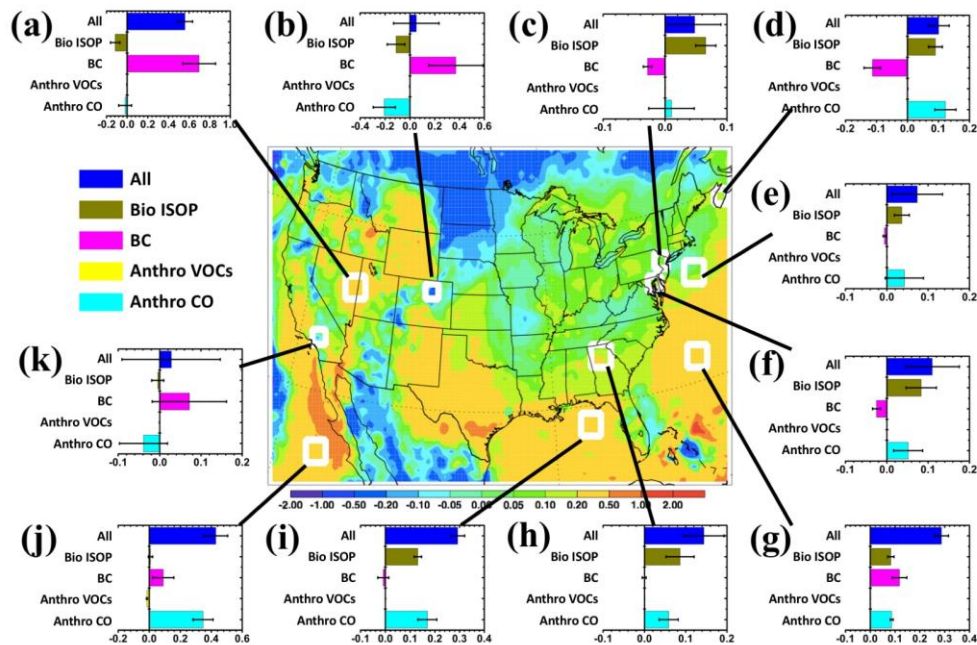 (a)
All
Bio ISOP
BC
Anthro VOCs
Anthro CO
-0.2 0.0 0.2 0.4 0.6 0.8 1.0
(b)
All
Bio ISOP
BC
Anthro VOCs
Anthro CO
-0.4 -0.2 0.0 0.2 0.4 0.6
(c)
All
Bio ISOP
BC
Anthro VOCs
Anthro CO
-0.1 0.0 0.1
(d)
All
Bio ISOP
BC
Anthro VOCs
Anthro CO
-0.2 -0.1 0.0 0.1 0.2
All
Bio ISOP
BC
Anthro VOCs
Anthro CO
(e)
All
Bio ISOP
BC
Anthro VOCs
Anthro CO
-0.1 0.0 0.1 0.2
(k)
All
Bio ISOP
BC
Anthro VOCs
Anthro CO
-0.1 0.0 0.1 0.2
(f)
All
Bio ISOP
BC
Anthro VOCs
Anthro CO
-0.1 0.0 0.1 0.2
-2.00 -1.00 -0.50 -0.20 -0.10 -0.05 0.05 0.10 0.20 0.50 1.00 2.00
(j)
All
Bio ISOP
BC
Anthro VOCs
Anthro CO
0.0 0.2 0.4 0.6
(i)
All
Bio ISOP
BC
Anthro VOCs
Anthro CO
-0.1 0.0 0.1 0.2 0.3 0.4
(h)
All
Bio ISOP
BC
Anthro VOCs
Anthro CO
-0.1 0.0 0.1 0.2
(g)
All
Bio ISOP
BC
Anthro VOCs
Anthro CO
-0.1 0.0 0.1 0.2 0.3 0.4